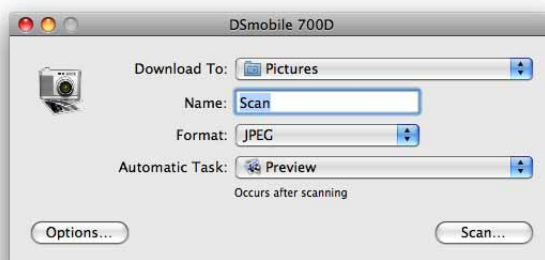 DSmobile 700D
Download To: Pictures
Name: Scan
Format: JPEG
Automatic Task: Preview
Occurs after scanning
Options... Scan...